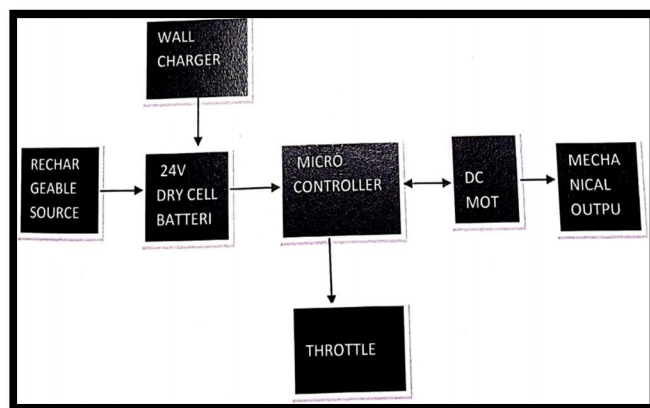 WALL
CHARGER
RECHAR
GEABLE
SOURCE
24V
DRY CELL
BATTERI
MICRO
CONTROLLER
DC
MOT
MECHA
NICAL
OUTPU
THROTTLE